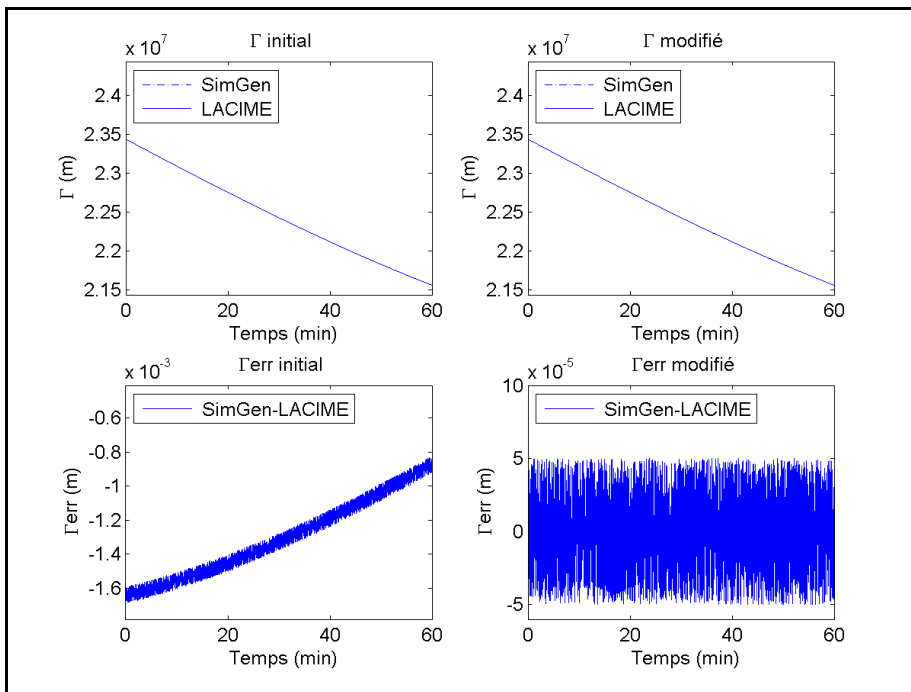 Γ initial
x 10^7
SimGen
LACIME
2.4
2.35
2.3
2.25
2.2
2.15
Γ (m)
0
20
40
60
Temps (min)
Γ modifié
x 10^7
SimGen
LACIME
2.4
2.35
2.3
2.25
2.2
2.15
Γ (m)
0
20
40
60
Temps (min)
Γerr initial
x 10^-3
SimGen-LACIME
-0.6
-0.8
-1
-1.2
-1.4
-1.6
Γerr (m)
0
20
40
60
Temps (min)
Γerr modifié
x 10^-5
SimGen-LACIME
10
5
0
-5
Γerr (m)
0
20
40
60
Temps (min)